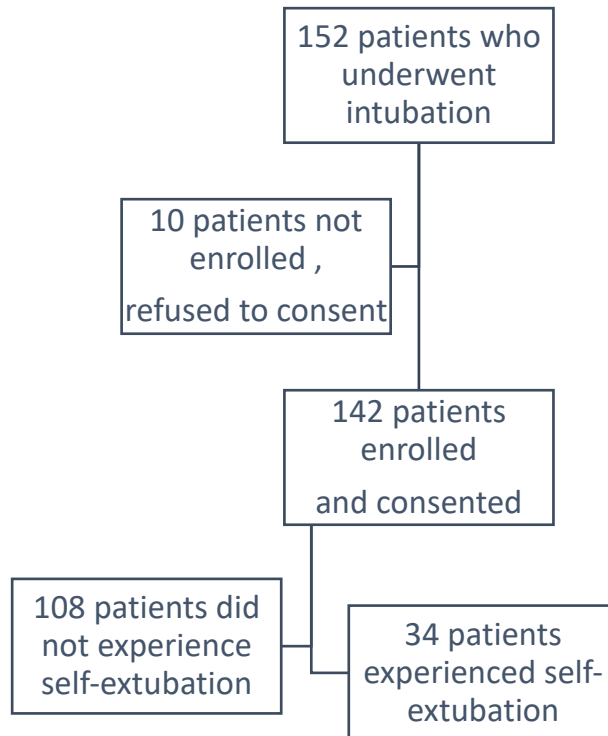 152 patients who
underwent
intubation
10 patients not
enrolled ,
refused to consent
142 patients
enrolled
and consented
108 patients did
not experience
self-extubation
34 patients
experienced self-
extubation